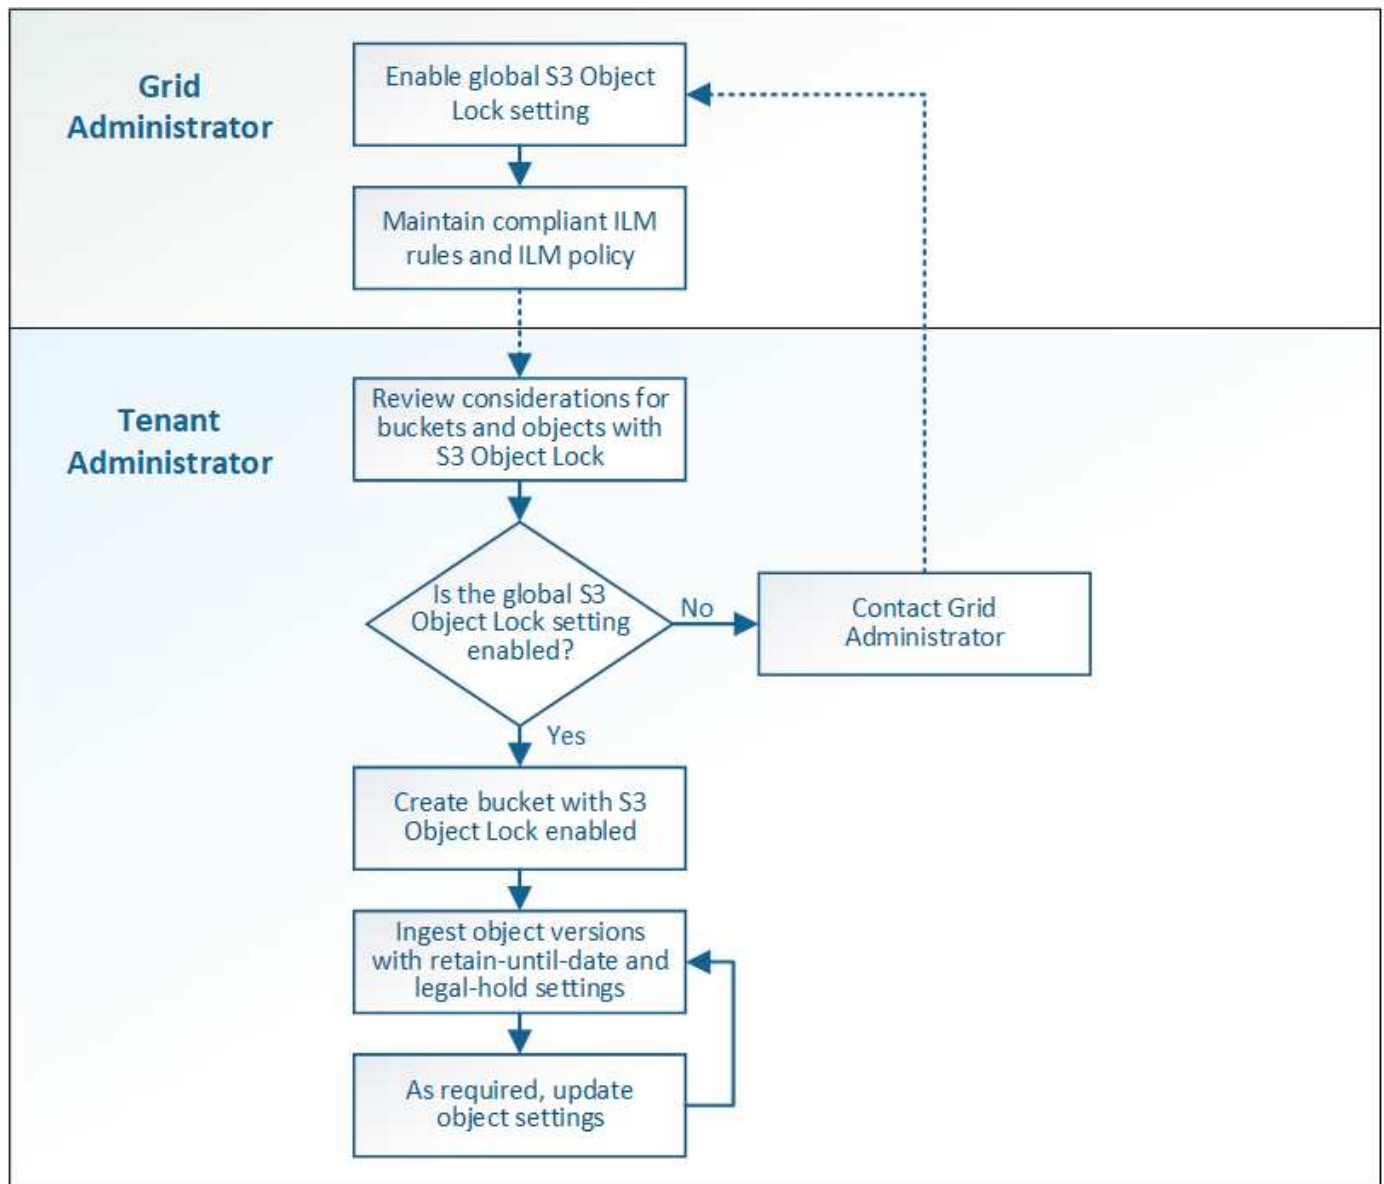 Grid
Administrator
Enable global S3 Object
Lock setting
Maintain compliant ILM
rules and ILM policy
Tenant
Administrator
Review considerations for
buckets and objects with
S3 Object Lock
Is the global S3
Object Lock setting
enabled?
No
Contact Grid
Administrator
Yes
Create bucket with S3
Object Lock enabled
Ingest object versions
with retain-until-date and
legal-hold settings
As required, update
object settings